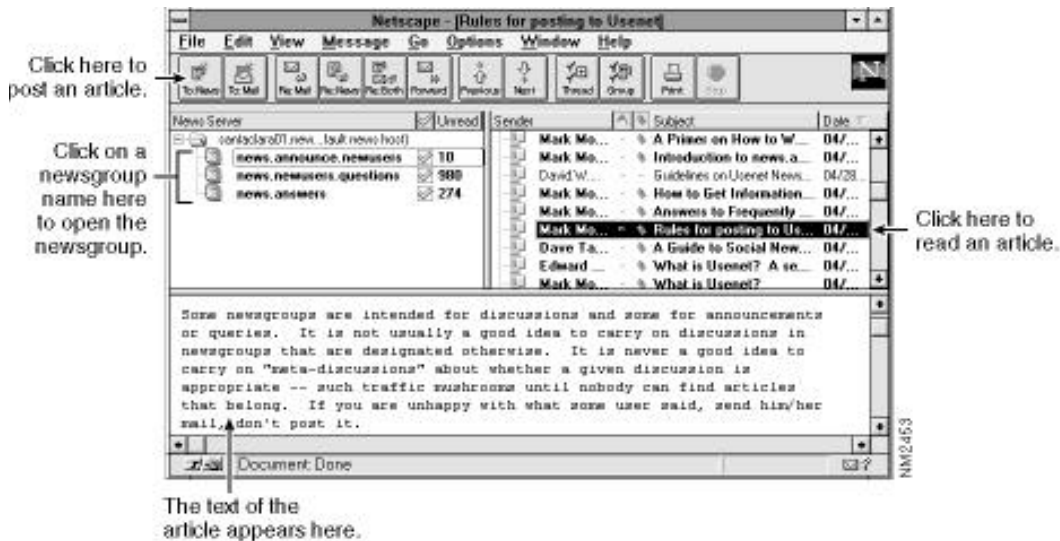 Netscape - [Rules for posting to Usenet]
File Edit View Message Go Options Window Help
Click here to
post an article.
To: News To: Mail Re: Mail Re: News Re: Both Forward Previous Next Thread Group Print Stop
N
News Server Unread Sender Subject Date
santaclara01.new...fault news host)
Click on a
newsgroup
name here
to open the
newsgroup.
news.announce.newusers 10
news.newusers.questions 980
news.answers 274
Mark Mo... A Primer on How to W... 04/...
Mark Mo... Introduction to news.a... 04/...
David W... Guidelines on Usenet News... 04/28...
Mark Mo... How to Get Information... 04/...
Mark Mo... Answers to Frequently ... 04/...
Mark Mo... Rules for posting to Us... 04/...
Dave Ta... A Guide to Social New... 04/...
Edward ... What is Usenet? A se... 04/...
Mark Mo... What is Usenet? 04/...
Click here to
read an article.
Some newsgroups are intended for discussions and some for announcements
or queries. It is not usually a good idea to carry on discussions in
newsgroups that are designated otherwise. It is never a good idea to
carry on "meta-discussions" about whether a given discussion is
appropriate -- such traffic mushrooms until nobody can find articles
that belong. If you are unhappy with what some user said, send him/her
mail, don't post it.
Document: Done
NM2453
The text of the
article appears here.